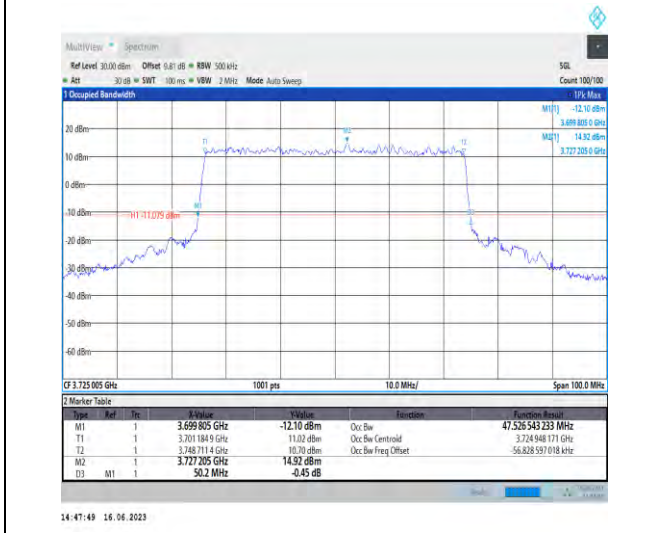 MultiView Spectrum
Ref Level 30.00 dBm Offset 0.81 dB RBW 500 kHz SGL
Att 30 dB SWT 100 ms VBW 2 MHz Mode Auto Sweep Count 100/100
1 Occupied Bandwidth 1Pk Max
M1[1] -12.10 dBm
3.699 805 0 GHz
M2[1] 14.92 dBm
3.727 205 0 GHz
20 dBm
10 dBm
0 dBm
-10 dBm
H1 -11.079 dBm
-20 dBm
-30 dBm
-40 dBm
-50 dBm
-60 dBm
T1
M2
T2
M1
D3
CF 3.725 005 GHz 1001 pts 10.0 MHz/ Span 100.0 MHz
2 Marker Table
Type Ref Trc X-Value Y-Value Function Function Result
M1 1 3.699 805 GHz -12.10 dBm Occ Bw 47.526 543 233 MHz
T1 1 3.701 184 9 GHz 11.02 dBm Occ Bw Centroid 3.724 948 171 GHz
T2 1 3.748 711 4 GHz 10.70 dBm Occ Bw Freq Offset -56.828 597 018 kHz
M2 1 3.727 205 GHz 14.92 dBm
D3 M1 1 50.2 MHz -0.45 dB
14:47:49 16.06.2023